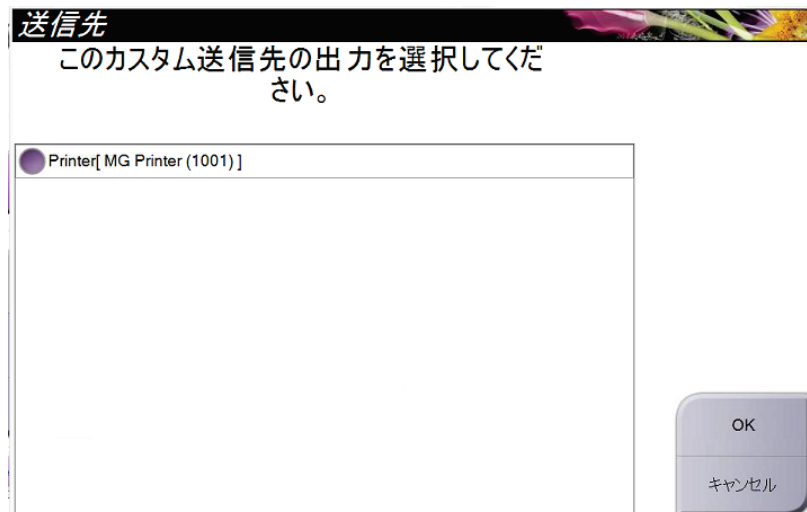 送信先
このカスタム送信先の出力を選択してくだ
さい。
Printer[ MG Printer (1001) ]
OK
キャンセル